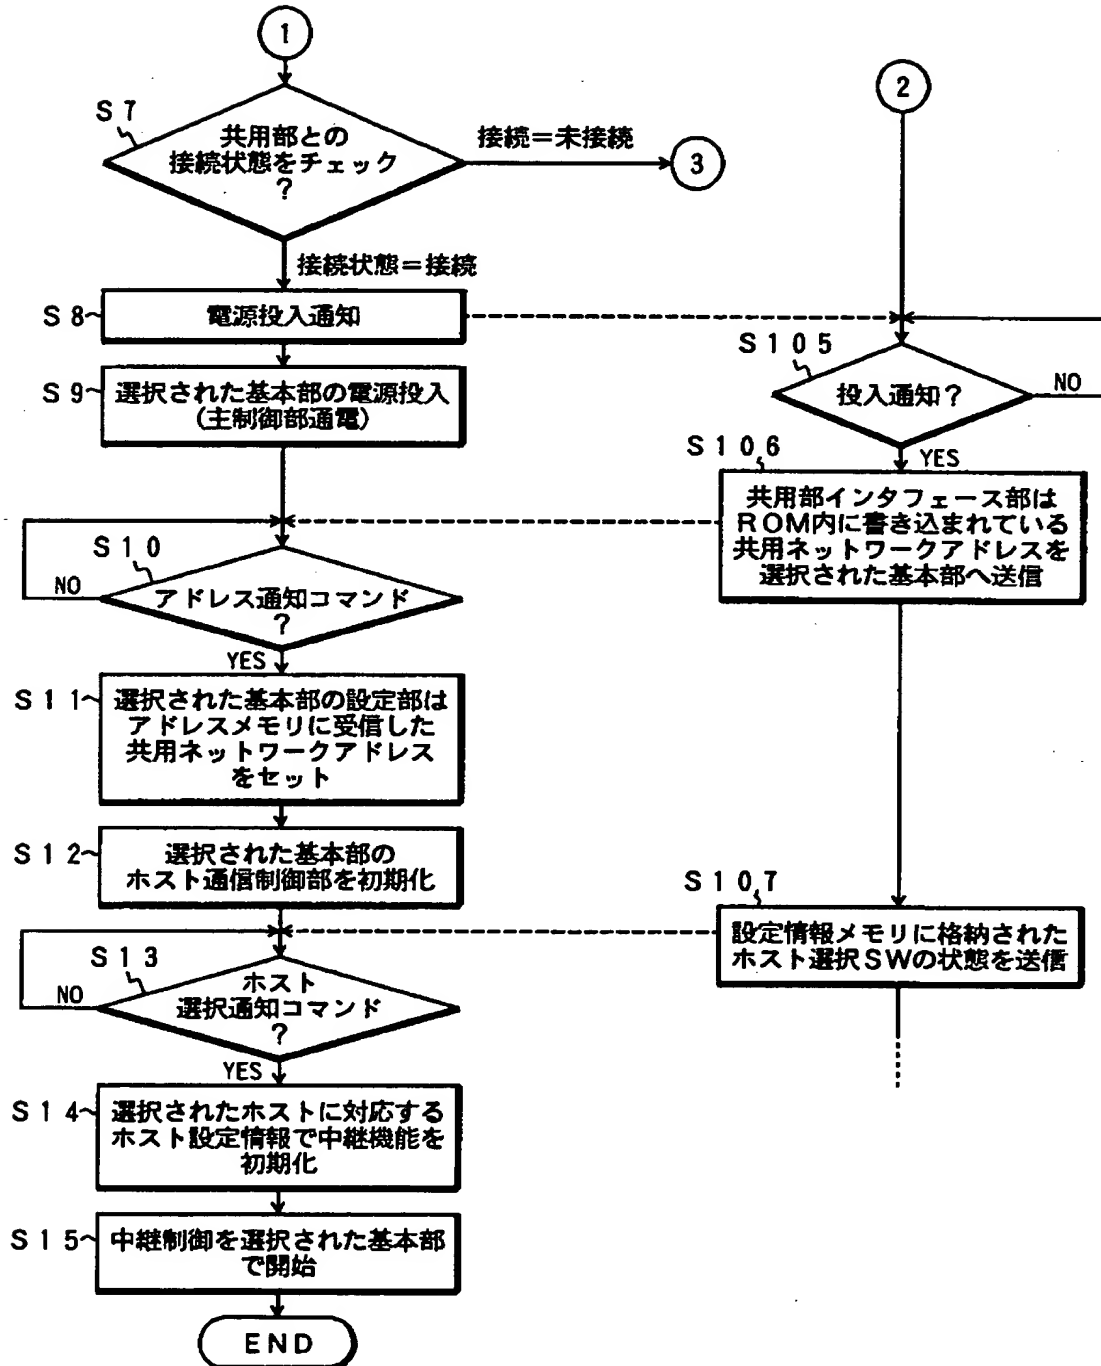 1
S7
共用部との
接続状態をチェック
?
接続=未接続
3
接続状態=接続
S8
電源投入通知
S9
選択された基本部の電源投入
(主制御部通電)
S10
NO
アドレス通知コマンド
?
YES
S11
選択された基本部の設定部は
アドレスメモリに受信した
共用ネットワークアドレス
をセット
S12
選択された基本部の
ホスト通信制御部を初期化
S13
NO
ホスト
選択通知コマンド
?
YES
S14
選択されたホストに対応する
ホスト設定情報で中継機能を
初期化
S15
中継制御を選択された基本部
で開始
END
2
S105
投入通知?
NO
YES
S106
共用部インタフェース部は
ROM内に書き込まれている
共用ネットワークアドレスを
選択された基本部へ送信
S107
設定情報メモリに格納された
ホスト選択SWの状態を送信